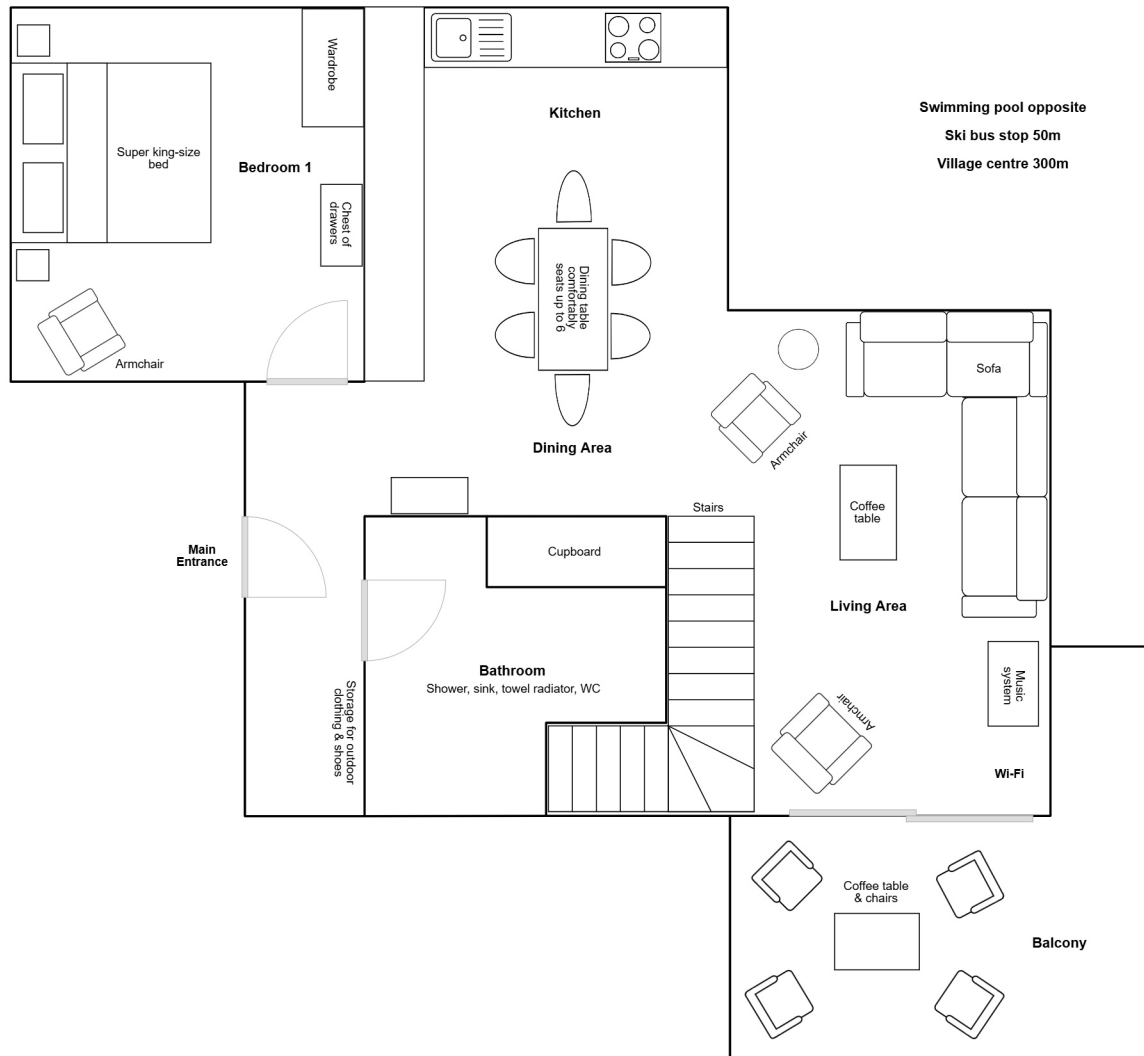 Wardrobe
Super king-size
bed
Bedroom 1
Chest of
drawers
Armchair
Kitchen
Swimming pool opposite
Ski bus stop 50m
Village centre 300m
Dining table
comfortably
seats up to 6
Dining Area
Sofa
Armchair
Coffee
table
Stairs
Main
Entrance
Cupboard
Living Area
Bathroom
Shower, sink, towel radiator, WC
Storage for outdoor
clothing & shoes
Music
system
Armchair
Wi-Fi
Coffee table
& chairs
Balcony